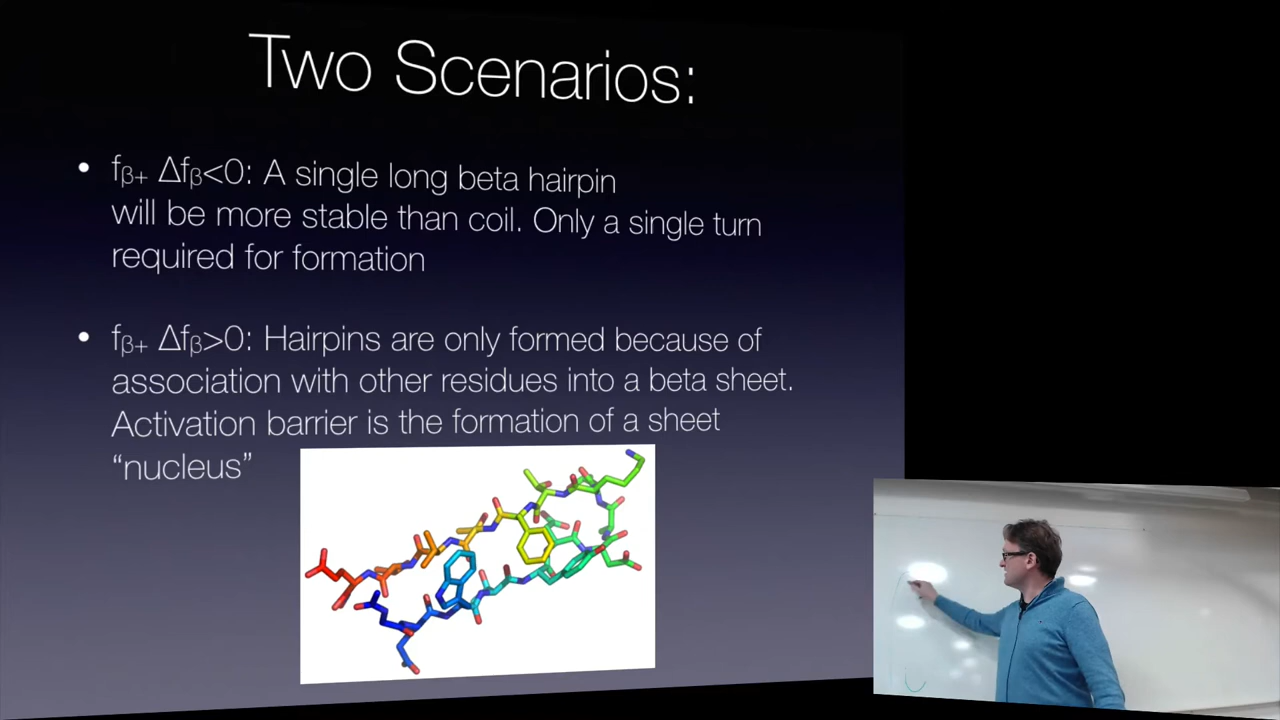 Two Scenarios:
• fβ+ Δfβ<0: A single long beta hairpin
will be more stable than coil. Only a single turn
required for formation
• fβ+ Δfβ>0: Hairpins are only formed because of
association with other residues into a beta sheet.
Activation barrier is the formation of a sheet
“nucleus”